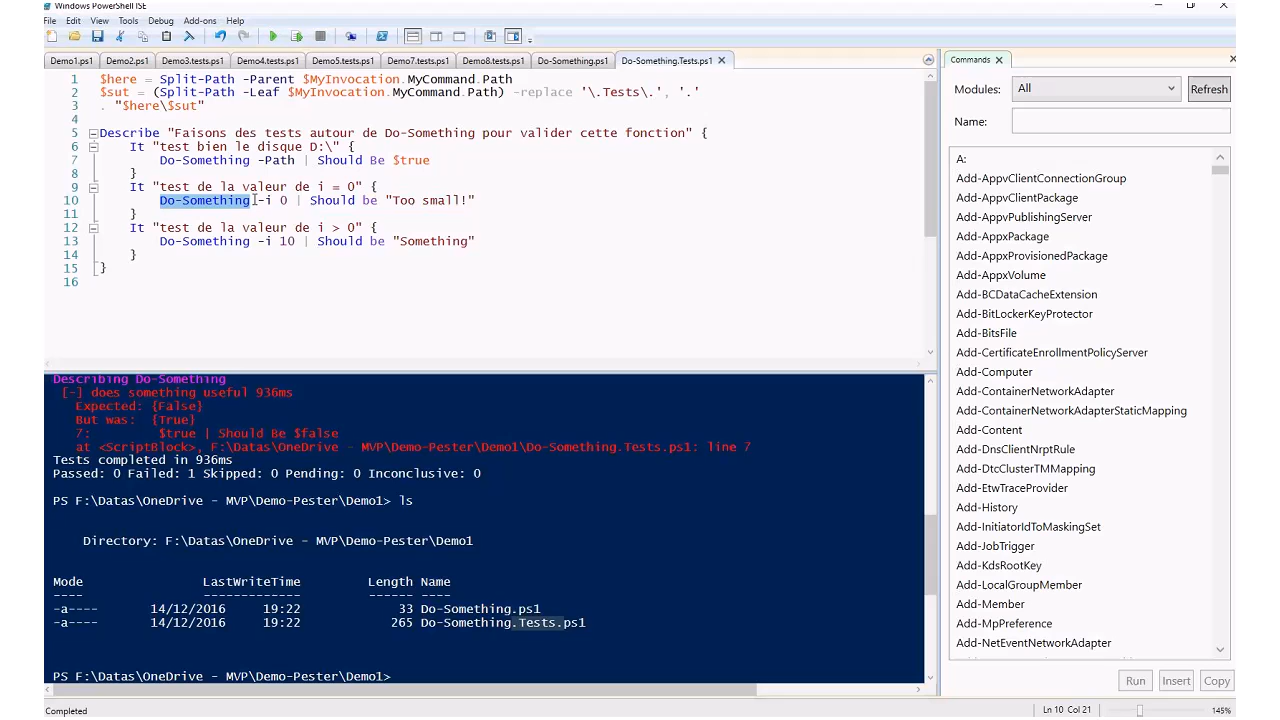 Windows PowerShell ISE
File Edit View Tools Debug Add-ons Help
Demo1.ps1 Demo2.ps1 Demo3.tests.ps1 Demo4.tests.ps1 Demo5.tests.ps1 Demo7.tests.ps1 Demo8.tests.ps1 Do-Something.ps1 Do-Something.Tests.ps1
1 $here = Split-Path -Parent $MyInvocation.MyCommand.Path
2 $sut = (Split-Path -Leaf $MyInvocation.MyCommand.Path) -replace '\.Tests\.', '.'
3 . "$here\$sut"
4
5 Describe "Faisons des tests autour de Do-Something pour valider cette fonction" {
6 It "test bien le disque D:\" {
7 Do-Something -Path | Should Be $true
8 }
9 It "test de la valeur de i = 0" {
10 Do-Something -i 0 | Should be "Too small!"
11 }
12 It "test de la valeur de i > 0" {
13 Do-Something -i 10 | Should be "Something"
14 }
15 }
16
Describing Do-Something
[-] does something useful 936ms
Expected: {False}
But was: {True}
7: $true | Should Be $false
at <ScriptBlock>, F:\Datas\OneDrive - MVP\Demo-Pester\Demo1\Do-Something.Tests.ps1: line 7
Tests completed in 936ms
Passed: 0 Failed: 1 Skipped: 0 Pending: 0 Inconclusive: 0
PS F:\Datas\OneDrive - MVP\Demo-Pester\Demo1> ls
Directory: F:\Datas\OneDrive - MVP\Demo-Pester\Demo1
Mode LastWriteTime Length Name
---- ------------- ------ ----
-a---- 14/12/2016 19:22 33 Do-Something.ps1
-a---- 14/12/2016 19:22 265 Do-Something.Tests.ps1
PS F:\Datas\OneDrive - MVP\Demo-Pester\Demo1>
Commands
Modules: All Refresh
Name:
A:
Add-AppvClientConnectionGroup
Add-AppvClientPackage
Add-AppvPublishingServer
Add-AppxPackage
Add-AppxProvisionedPackage
Add-AppxVolume
Add-BCDataCacheExtension
Add-BitLockerKeyProtector
Add-BitsFile
Add-CertificateEnrollmentPolicyServer
Add-Computer
Add-ContainerNetworkAdapter
Add-ContainerNetworkAdapterStaticMapping
Add-Content
Add-DnsClientNrptRule
Add-DtcClusterTMMapping
Add-EtwTraceProvider
Add-History
Add-InitiatorIdToMaskingSet
Add-JobTrigger
Add-KdsRootKey
Add-LocalGroupMember
Add-Member
Add-MpPreference
Add-NetEventNetworkAdapter
Run Insert Copy
Completed
Ln 10 Col 21 145%